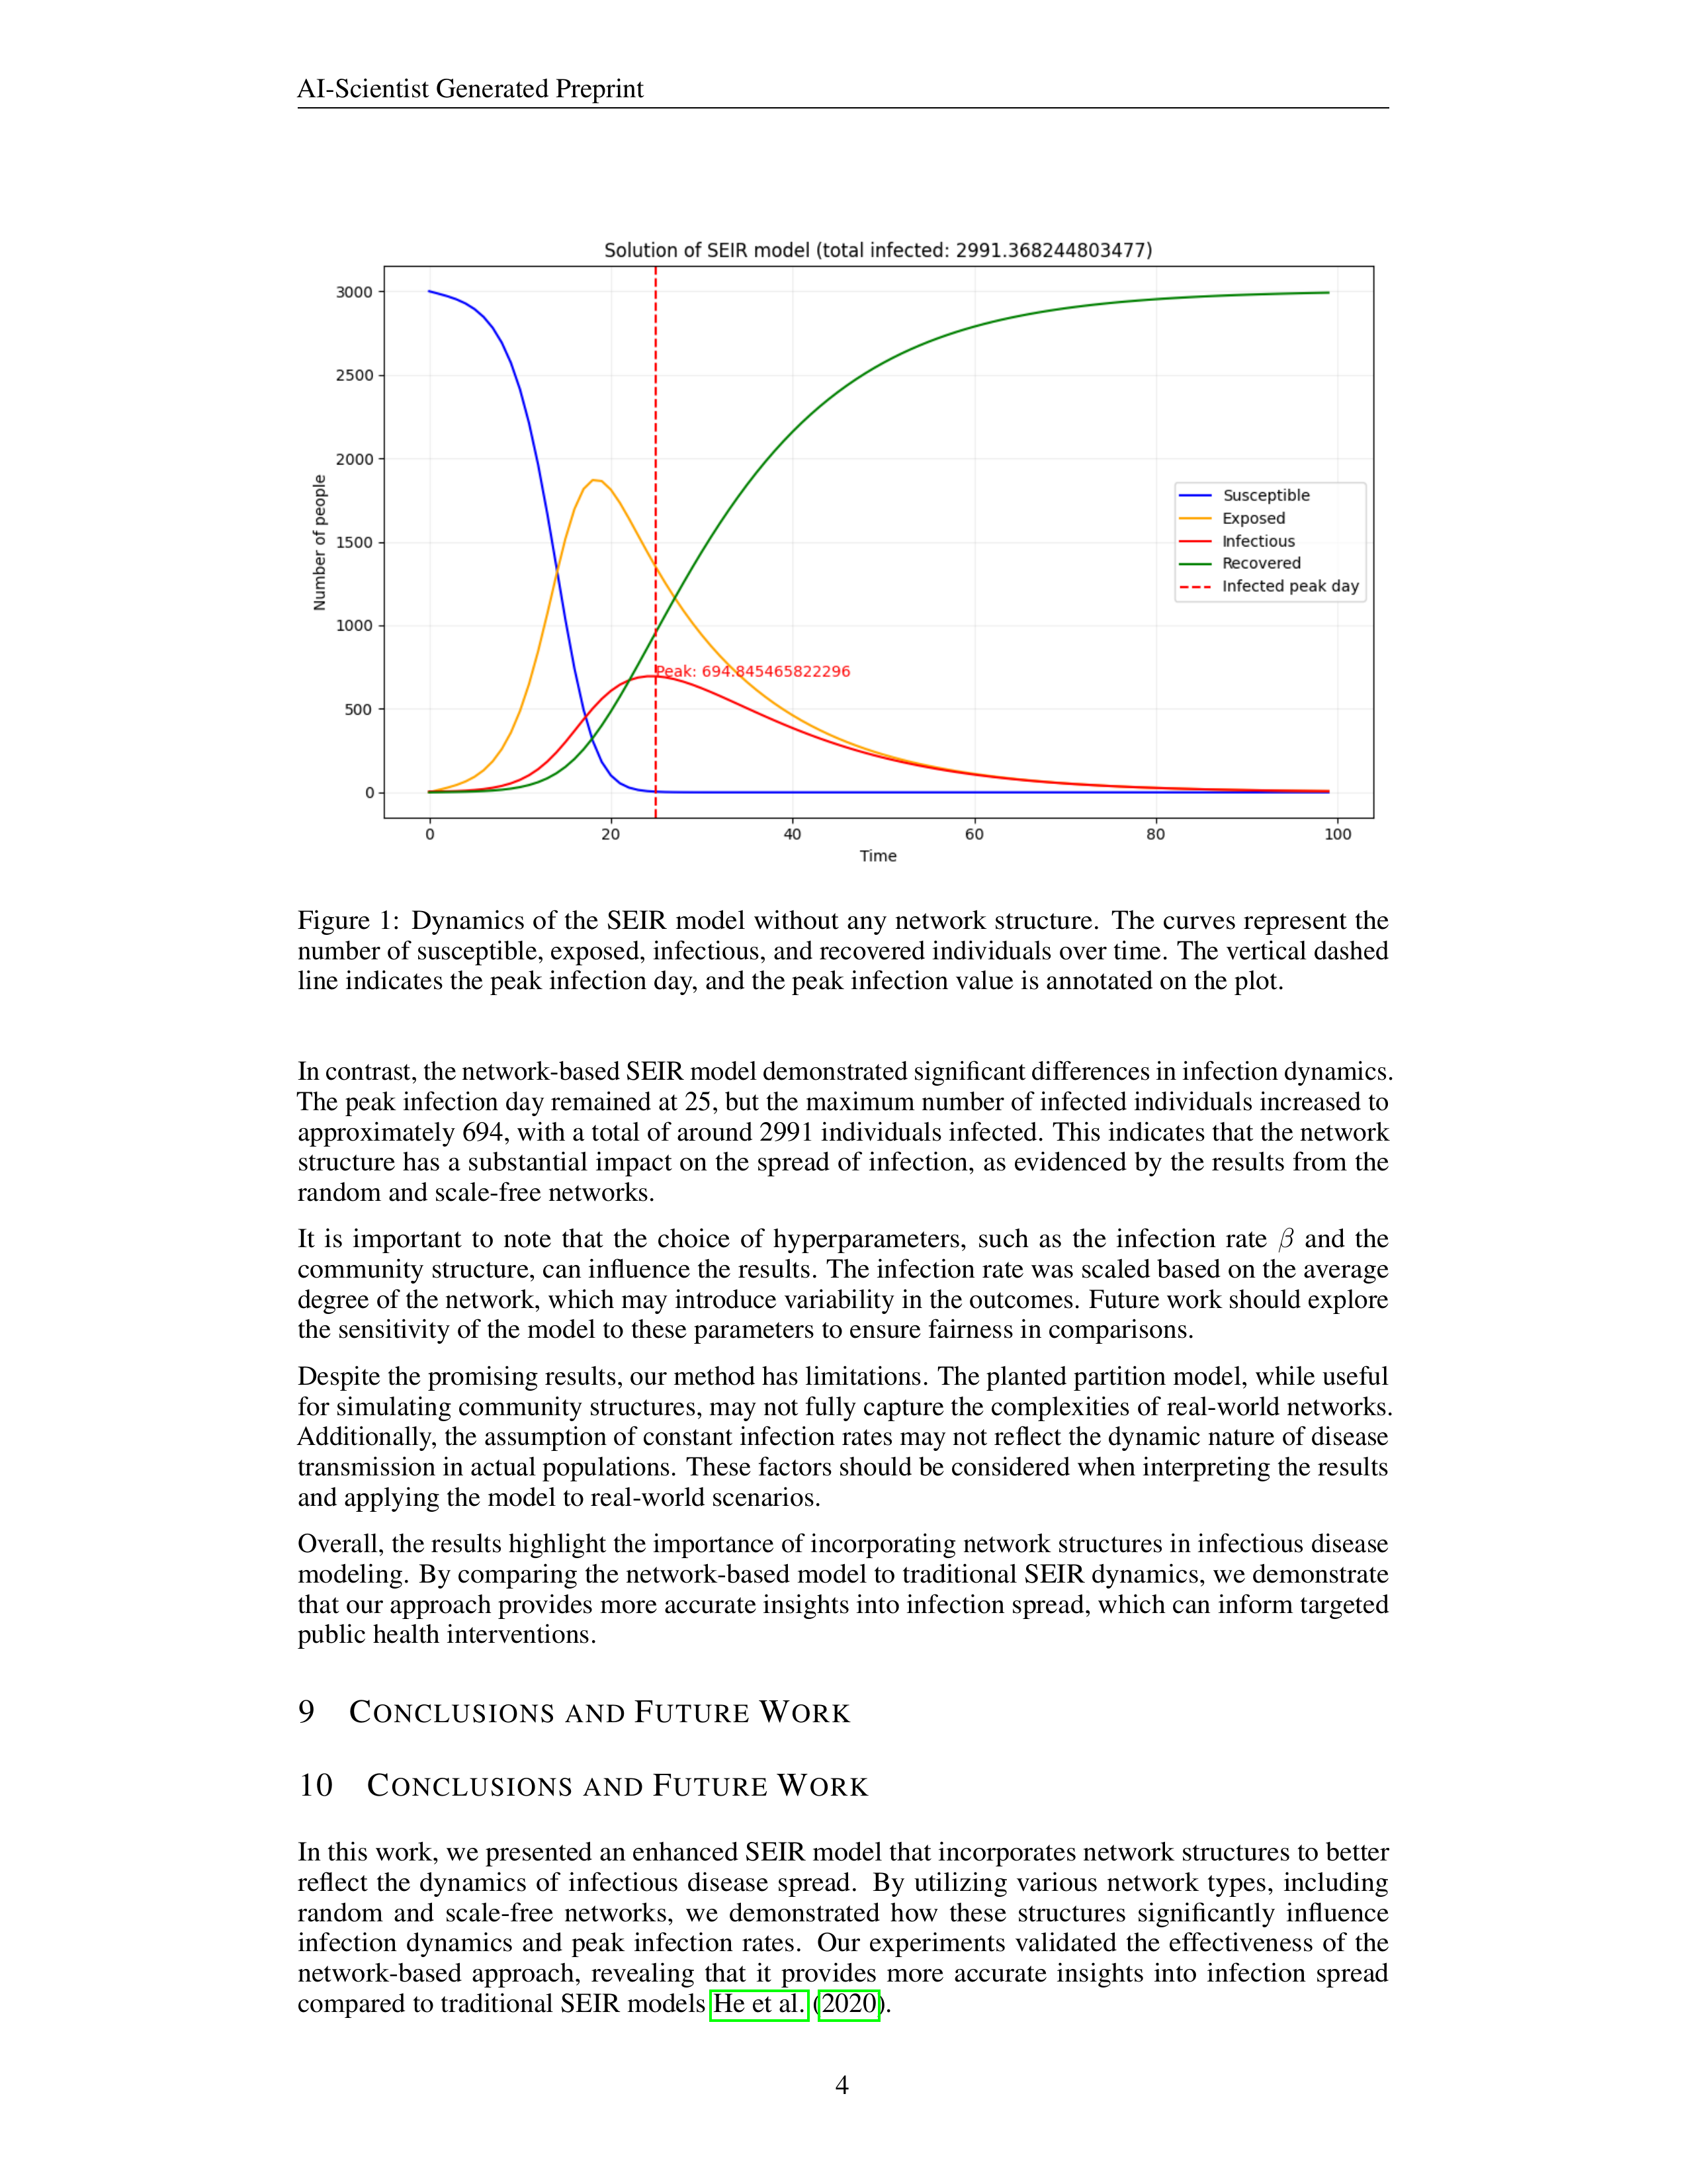 AI-Scientist Generated Preprint
Solution of SEIR model (total infected: 2991.368244803477)
3000
2500
2000
1500
1000
500
0
Number of people
Susceptible
Exposed
Infectious
Recovered
Infected peak day
Peak: 694.845465822296
0 20 40 60 80 100
Time
Figure 1: Dynamics of the SEIR model without any network structure. The curves represent the
number of susceptible, exposed, infectious, and recovered individuals over time. The vertical dashed
line indicates the peak infection day, and the peak infection value is annotated on the plot.
In contrast, the network-based SEIR model demonstrated significant differences in infection dynamics.
The peak infection day remained at 25, but the maximum number of infected individuals increased to
approximately 694, with a total of around 2991 individuals infected. This indicates that the network
structure has a substantial impact on the spread of infection, as evidenced by the results from the
random and scale-free networks.
It is important to note that the choice of hyperparameters, such as the infection rate β and the
community structure, can influence the results. The infection rate was scaled based on the average
degree of the network, which may introduce variability in the outcomes. Future work should explore
the sensitivity of the model to these parameters to ensure fairness in comparisons.
Despite the promising results, our method has limitations. The planted partition model, while useful
for simulating community structures, may not fully capture the complexities of real-world networks.
Additionally, the assumption of constant infection rates may not reflect the dynamic nature of disease
transmission in actual populations. These factors should be considered when interpreting the results
and applying the model to real-world scenarios.
Overall, the results highlight the importance of incorporating network structures in infectious disease
modeling. By comparing the network-based model to traditional SEIR dynamics, we demonstrate
that our approach provides more accurate insights into infection spread, which can inform targeted
public health interventions.
9 CONCLUSIONS AND FUTURE WORK
10 CONCLUSIONS AND FUTURE WORK
In this work, we presented an enhanced SEIR model that incorporates network structures to better
reflect the dynamics of infectious disease spread. By utilizing various network types, including
random and scale-free networks, we demonstrated how these structures significantly influence
infection dynamics and peak infection rates. Our experiments validated the effectiveness of the
network-based approach, revealing that it provides more accurate insights into infection spread
compared to traditional SEIR models He et al. (2020).
4